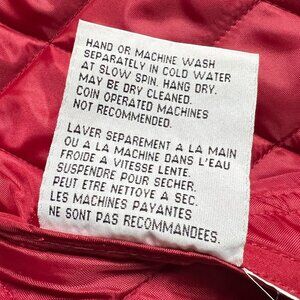 HAND OR MACHINE WASH
SEPARATELY IN COLD WATER
AT SLOW SPIN. HANG DRY.
MAY BE DRY CLEANED.
COIN OPERATED MACHINES
NOT RECOMMENDED.
LAVER SEPAREMENT A LA MAIN
OU A LA MACHINE DANS L'EAU
FROIDE A VITESSE LENTE.
SUSPENDRE POUR SECHER.
PEUT ETRE NETTOYE A SEC.
LES MACHINES PAYANTES
NE SONT PAS RECOMMANDEES.